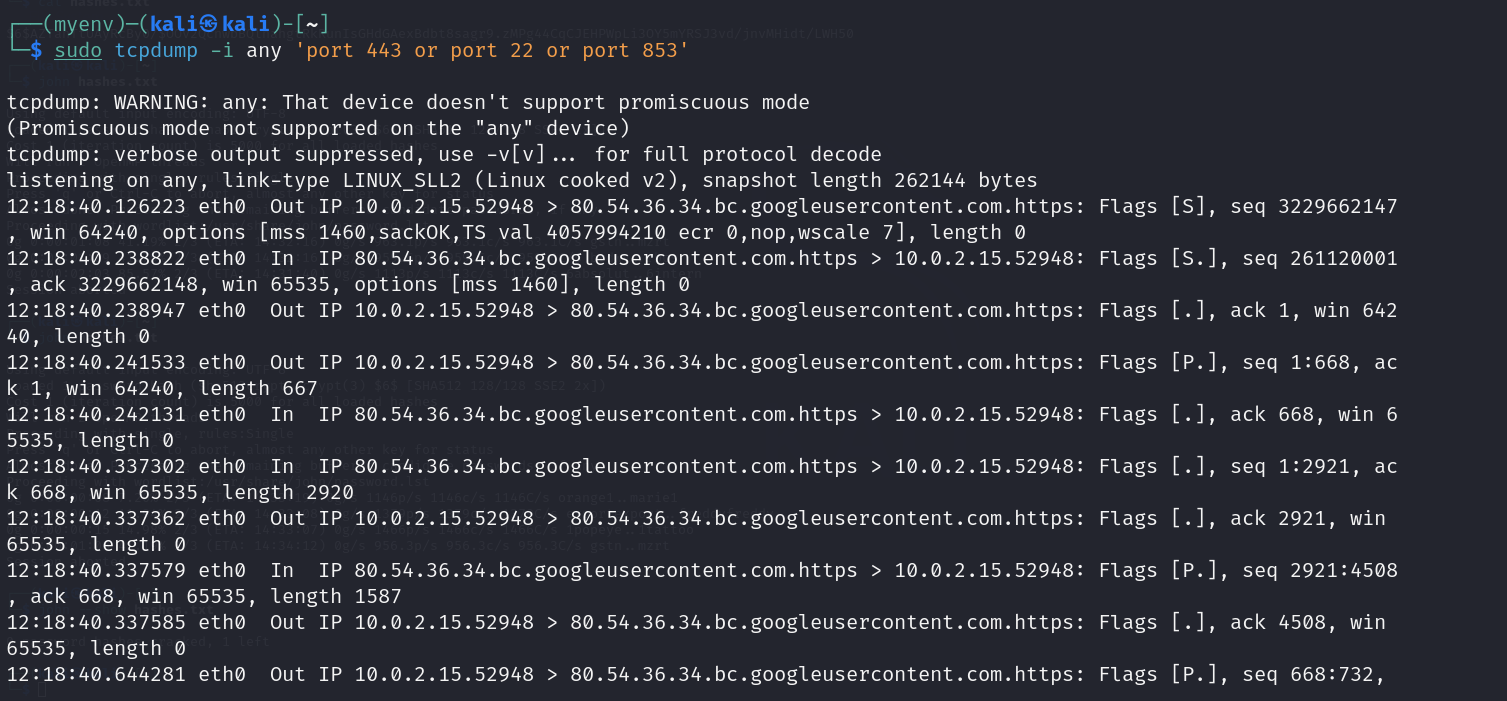 ┌──(myenv)─(kali㉿kali)-[~]
└─$ sudo tcpdump -i any 'port 443 or port 22 or port 853'
tcpdump: WARNING: any: That device doesn't support promiscuous mode
(Promiscuous mode not supported on the "any" device)
tcpdump: verbose output suppressed, use -v[v]... for full protocol decode
listening on any, link-type LINUX_SLL2 (Linux cooked v2), snapshot length 262144 bytes
12:18:40.126223 eth0  Out IP 10.0.2.15.52948 > 80.54.36.34.bc.googleusercontent.com.https: Flags [S], seq 3229662147
, win 64240, options [mss 1460,sackOK,TS val 4057994210 ecr 0,nop,wscale 7], length 0
12:18:40.238822 eth0  In  IP 80.54.36.34.bc.googleusercontent.com.https > 10.0.2.15.52948: Flags [S.], seq 261120001
, ack 3229662148, win 65535, options [mss 1460], length 0
12:18:40.238947 eth0  Out IP 10.0.2.15.52948 > 80.54.36.34.bc.googleusercontent.com.https: Flags [.], ack 1, win 642
40, length 0
12:18:40.241533 eth0  Out IP 10.0.2.15.52948 > 80.54.36.34.bc.googleusercontent.com.https: Flags [P.], seq 1:668, ac
k 1, win 64240, length 667
12:18:40.242131 eth0  In  IP 80.54.36.34.bc.googleusercontent.com.https > 10.0.2.15.52948: Flags [.], ack 668, win 6
5535, length 0
12:18:40.337302 eth0  In  IP 80.54.36.34.bc.googleusercontent.com.https > 10.0.2.15.52948: Flags [.], seq 1:2921, ac
k 668, win 65535, length 2920
12:18:40.337362 eth0  Out IP 10.0.2.15.52948 > 80.54.36.34.bc.googleusercontent.com.https: Flags [.], ack 2921, win
65535, length 0
12:18:40.337579 eth0  In  IP 80.54.36.34.bc.googleusercontent.com.https > 10.0.2.15.52948: Flags [P.], seq 2921:4508
, ack 668, win 65535, length 1587
12:18:40.337585 eth0  Out IP 10.0.2.15.52948 > 80.54.36.34.bc.googleusercontent.com.https: Flags [.], ack 4508, win
65535, length 0
12:18:40.644281 eth0  Out IP 10.0.2.15.52948 > 80.54.36.34.bc.googleusercontent.com.https: Flags [P.], seq 668:732,